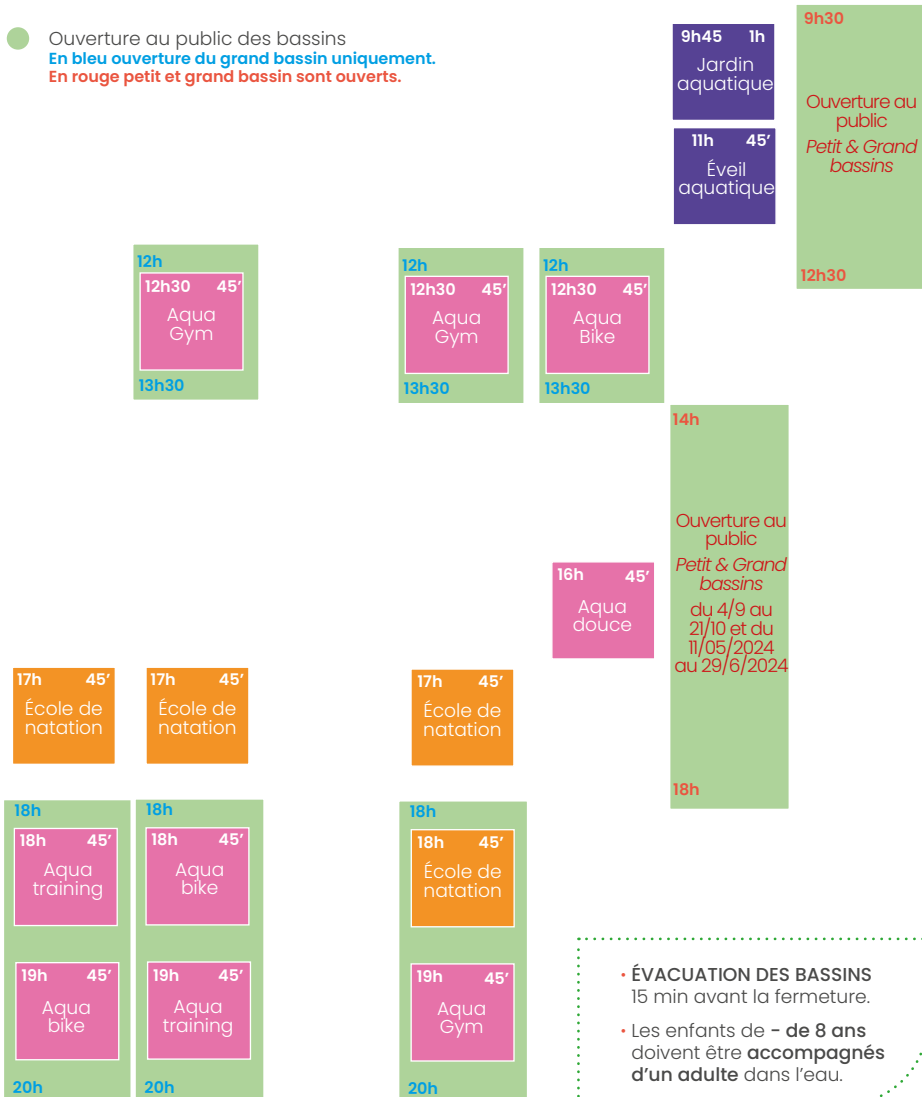 Ouverture au public des bassins
En bleu ouverture du grand bassin uniquement.
En rouge petit et grand bassin sont ouverts.
9h45 1h
Jardin
aquatique
11h 45’
Éveil
aquatique
9h30
Ouverture au
public
Petit & Grand
bassins
12h30
12h
12h30 45’
Aqua
Gym
13h30
12h
12h30 45’
Aqua
Gym
13h30
12h
12h30 45’
Aqua
Bike
13h30
14h
Ouverture au
public
Petit & Grand
bassins
du 4/9 au
21/10 et du
11/05/2024
au 29/6/2024
18h
16h 45’
Aqua
douce
17h 45’
École de
natation
17h 45’
École de
natation
17h 45’
École de
natation
18h
18h 45’
Aqua
training
19h 45’
Aqua
bike
20h
18h
18h 45’
Aqua
bike
19h 45’
Aqua
training
20h
18h
18h 45’
École de
natation
19h 45’
Aqua
Gym
20h
• ÉVACUATION DES BASSINS
15 min avant la fermeture.
• Les enfants de - de 8 ans
doivent être accompagnés
d’un adulte dans l’eau.